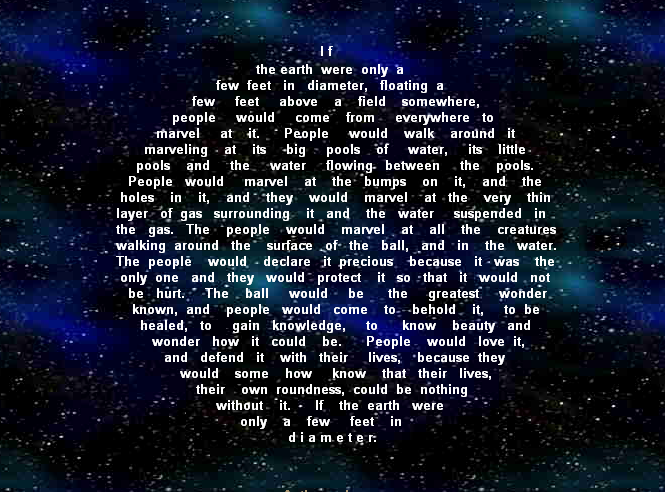 If
the earth were only a
few feet in diameter, floating a
few feet above a field somewhere,
people would come from everywhere to
marvel at it. People would walk around it
marveling at its big pools of water, its little
pools and the water flowing between the pools.
People would marvel at the bumps on it, and the
holes in it, and they would marvel at the very thin
layer of gas surrounding it and the water suspended in
the gas. The people would marvel at all the creatures
walking around the surface of the ball, and in the water.
The people would declare it precious because it was the
only one and they would protect it so that it would not
be hurt. The ball would be the greatest wonder
known, and people would come to behold it, to be
healed, to gain knowledge, to know beauty and
wonder how it could be. People would love it,
and defend it with their lives, because they
would some how know that their lives,
their own roundness, could be nothing
without it. If the earth were
only a few feet in
diameter.